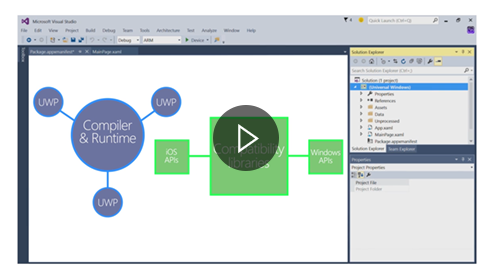 Microsoft Visual Studio
Quick Launch (Ctrl+Q)
File Edit View Project Build Debug Team Tools Architecture Test Analyze Window Help
Debug ARM Device
Package.appxmanifest MainPage.xaml
Toolbox
UWP
UWP
Compiler
& Runtime
UWP
iOS
APIs
Compatibility
libraries
Windows
APIs
Solution Explorer
Search Solution Explorer (Ctrl+;)
Solution (1 project)
(Universal Windows)
Properties
References
Assets
Data
Unprocessed
App.xaml
MainPage.xaml
Package.appxmanifest
Solution Explorer Team Explorer
Properties
Project Properties
Project File
Project Folder